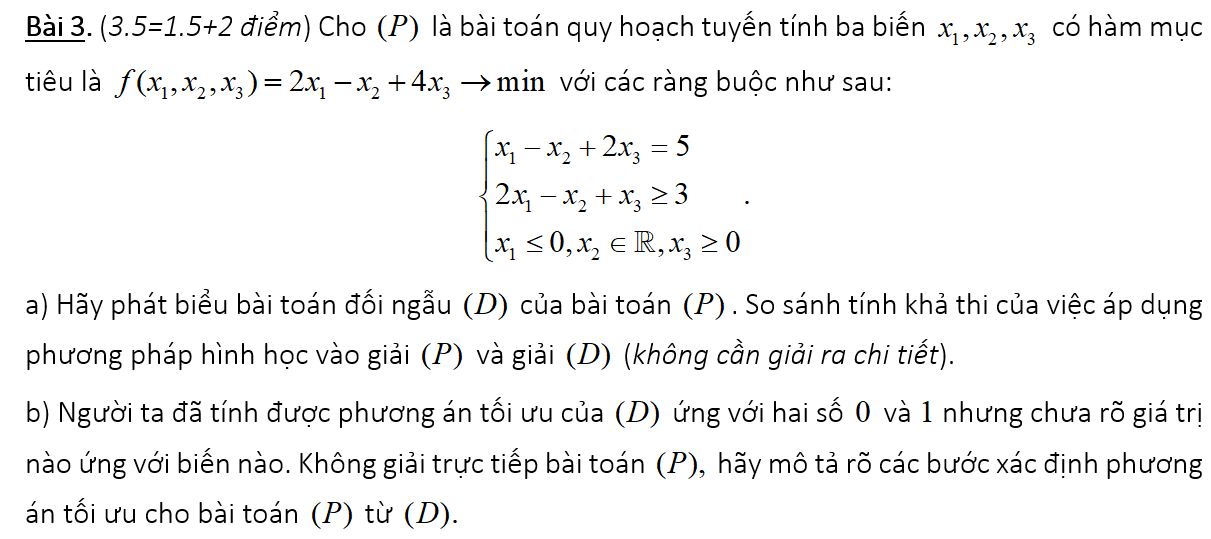 Bài 3. (3.5=1.5+2 điểm) Cho (P) là bài toán quy hoạch tuyến tính ba biến x₁, x₂, x₃ có hàm mục
tiêu là f(x₁, x₂, x₃) = 2x₁ − x₂ + 4x₃ → min với các ràng buộc như sau:
{ x₁ − x₂ + 2x₃ = 5
2x₁ − x₂ + x₃ ≥ 3 .
x₁ ≤ 0, x₂ ∈ ℝ, x₃ ≥ 0
a) Hãy phát biểu bài toán đối ngẫu (D) của bài toán (P). So sánh tính khả thi của việc áp dụng
phương pháp hình học vào giải (P) và giải (D) (không cần giải ra chi tiết).
b) Người ta đã tính được phương án tối ưu của (D) ứng với hai số 0 và 1 nhưng chưa rõ giá trị
nào ứng với biến nào. Không giải trực tiếp bài toán (P), hãy mô tả rõ các bước xác định phương
án tối ưu cho bài toán (P) từ (D).